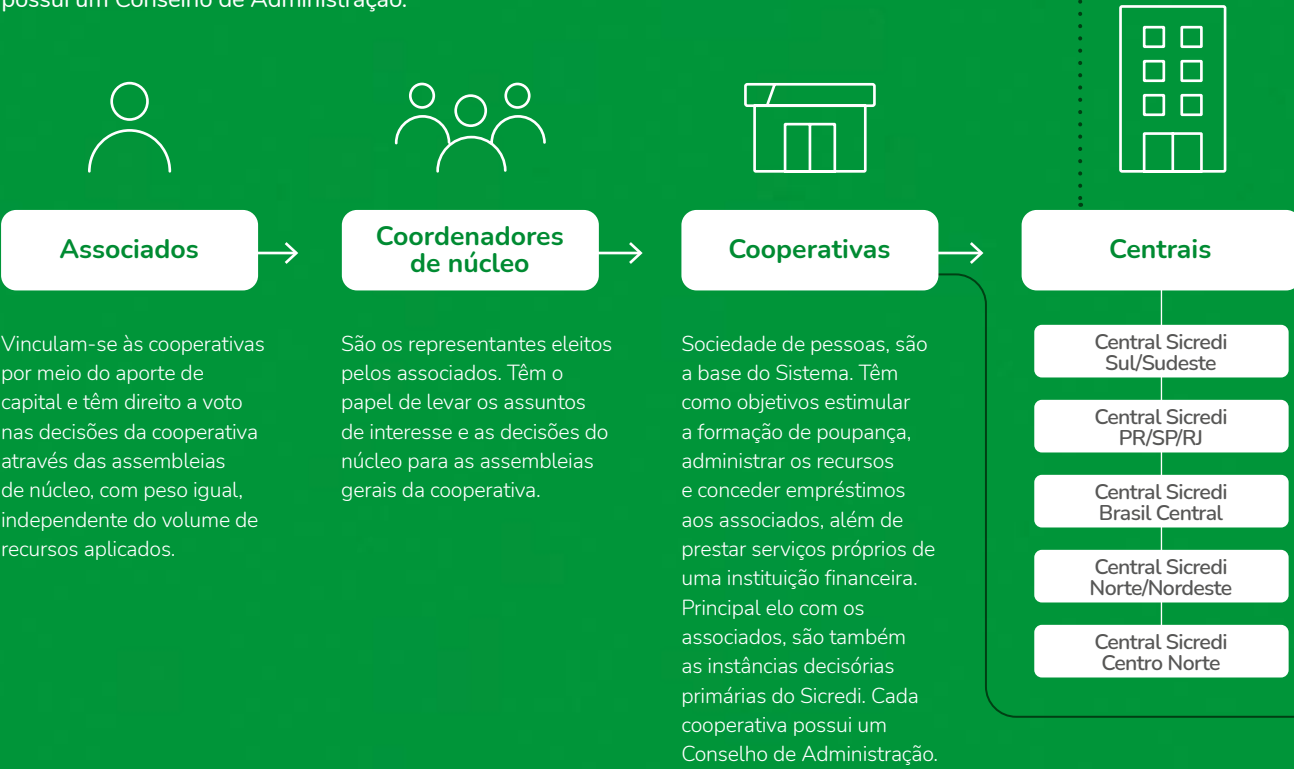 possui um Conselho de Administração.
Associados
Vinculam-se às cooperativas
por meio do aporte de
capital e têm direito a voto
nas decisões da cooperativa
através das assembleias
de núcleo, com peso igual,
independente do volume de
recursos aplicados.
Coordenadores
de núcleo
São os representantes eleitos
pelos associados. Têm o
papel de levar os assuntos
de interesse e as decisões do
núcleo para as assembleias
gerais da cooperativa.
Cooperativas
Sociedade de pessoas, são
a base do Sistema. Têm
como objetivos estimular
a formação de poupança,
administrar os recursos
e conceder empréstimos
aos associados, além de
prestar serviços próprios de
uma instituição financeira.
Principal elo com os
associados, são também
as instâncias decisórias
primárias do Sicredi. Cada
cooperativa possui um
Conselho de Administração.
Centrais
Central Sicredi
Sul/Sudeste
Central Sicredi
PR/SP/RJ
Central Sicredi
Brasil Central
Central Sicredi
Norte/Nordeste
Central Sicredi
Centro Norte